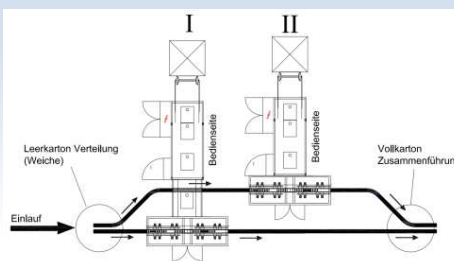 I
II
Bedienseite
Bedienseite
Leerkarton Verteilung
(Weiche)
Vollkarton
Zusammenführung
Einlauf